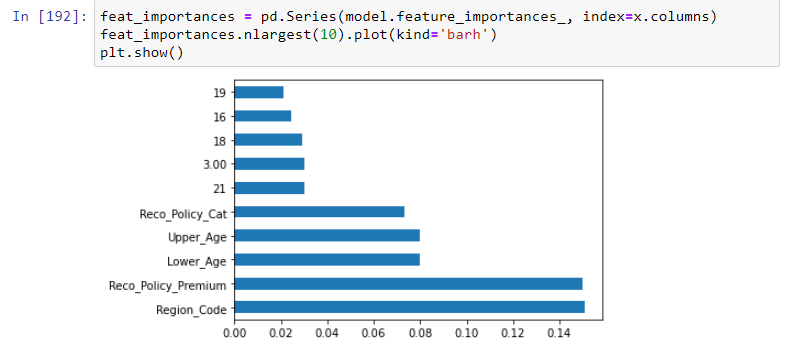 In [192]: feat_importances = pd.Series(model.feature_importances_, index=x.columns)
feat_importances.nlargest(10).plot(kind='barh')
plt.show()
19
16
18
3.00
21
Reco_Policy_Cat
Upper_Age
Lower_Age
Reco_Policy_Premium
Region_Code
0.00 0.02 0.04 0.06 0.08 0.10 0.12 0.14